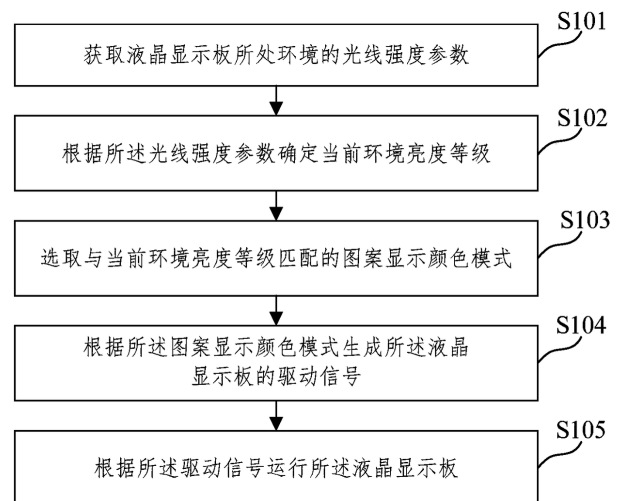 S101
获取液晶显示板所处环境的光线强度参数
S102
根据所述光线强度参数确定当前环境亮度等级
S103
选取与当前环境亮度等级匹配的图案显示颜色模式
S104
根据所述图案显示颜色模式生成所述液晶
显示板的驱动信号
S105
根据所述驱动信号运行所述液晶显示板